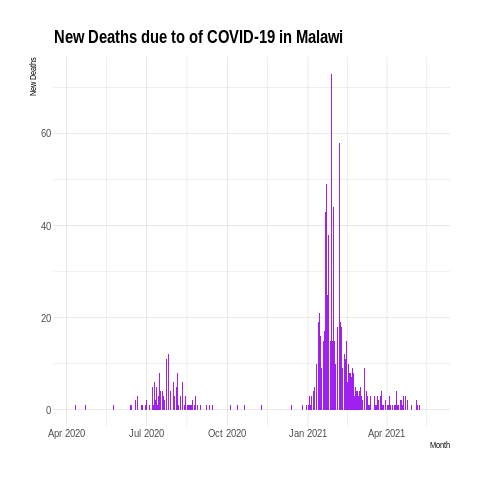 New Deaths due to of COVID-19 in Malawi
New Deaths
60
40
20
0
Apr 2020 Jul 2020 Oct 2020 Jan 2021 Apr 2021
Month